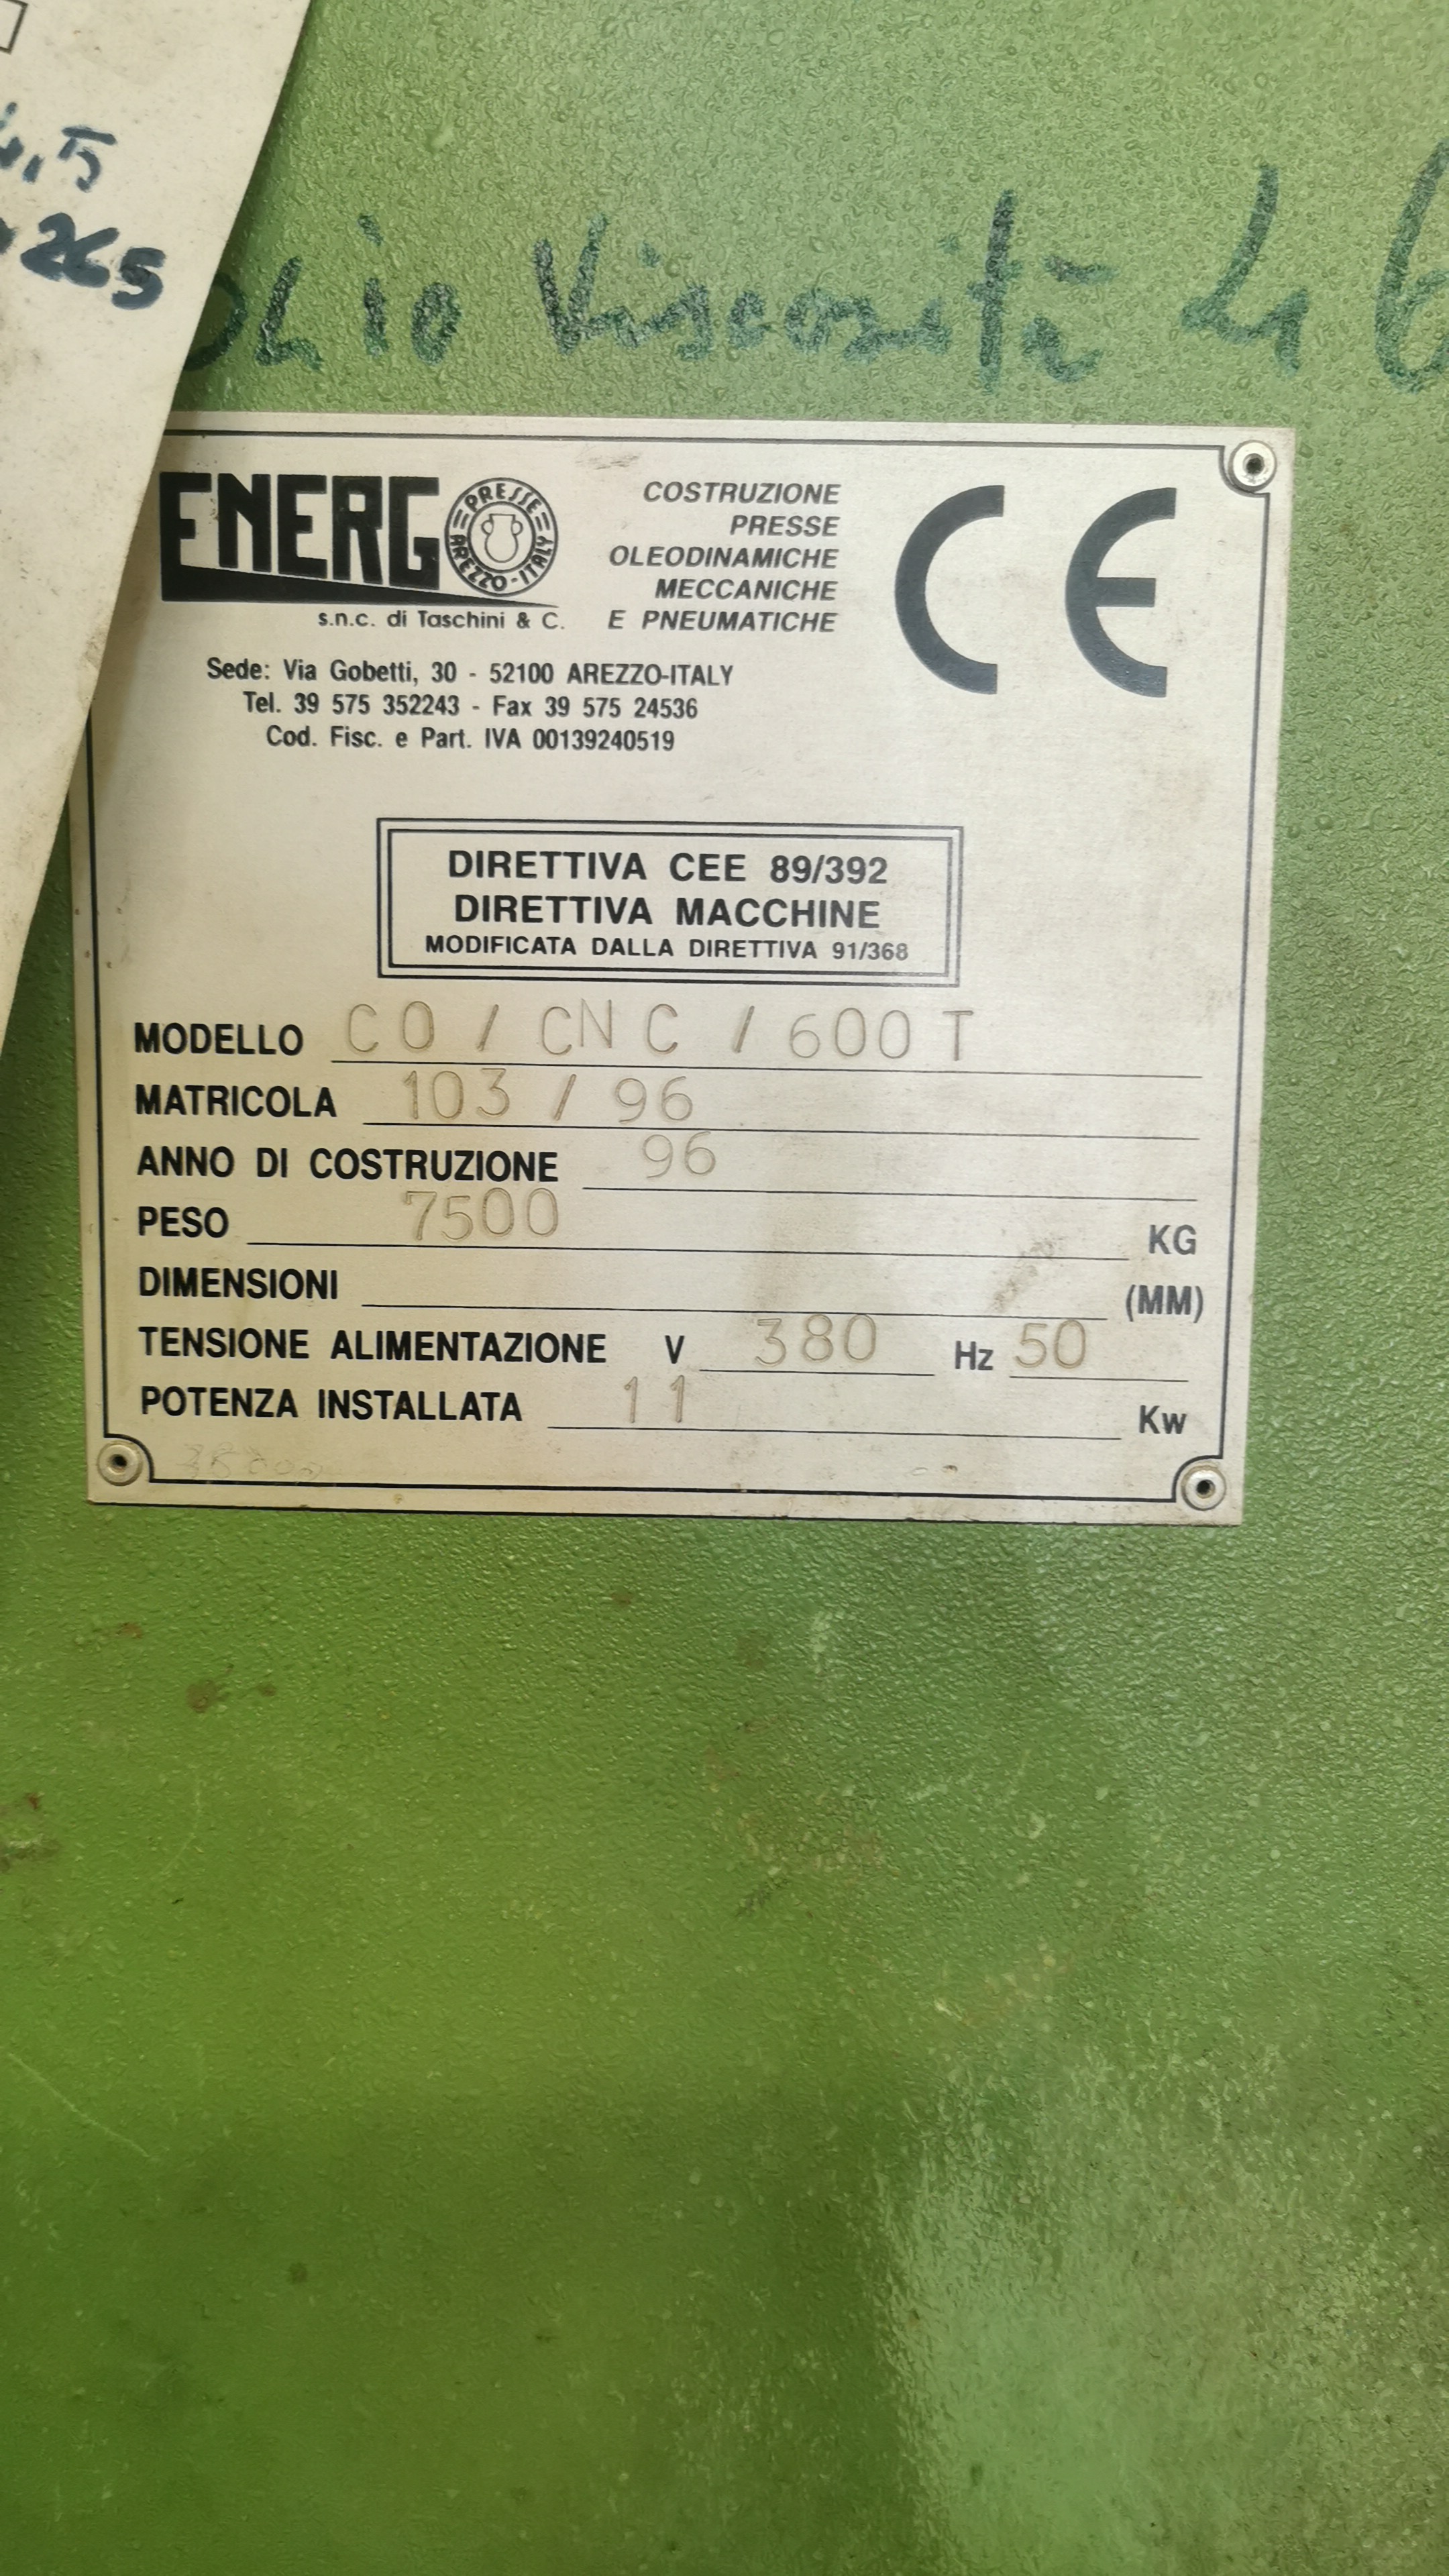 265
olio Viscosità 46
ENERGO
PRESSE
AREZZO-ITALY
s.n.c. di Taschini & C.
COSTRUZIONE
PRESSE
OLEODINAMICHE
MECCANICHE
E PNEUMATICHE
CE
Sede: Via Gobetti, 30 - 52100 AREZZO-ITALY
Tel. 39 575 352243 - Fax 39 575 24536
Cod. Fisc. e Part. IVA 00139240519
DIRETTIVA CEE 89/392
DIRETTIVA MACCHINE
MODIFICATA DALLA DIRETTIVA 91/368
MODELLO CO / CNC / 600 T
MATRICOLA 103 / 96
ANNO DI COSTRUZIONE 96
PESO 7500 KG
DIMENSIONI (MM)
TENSIONE ALIMENTAZIONE V 380 Hz 50
POTENZA INSTALLATA 11 Kw